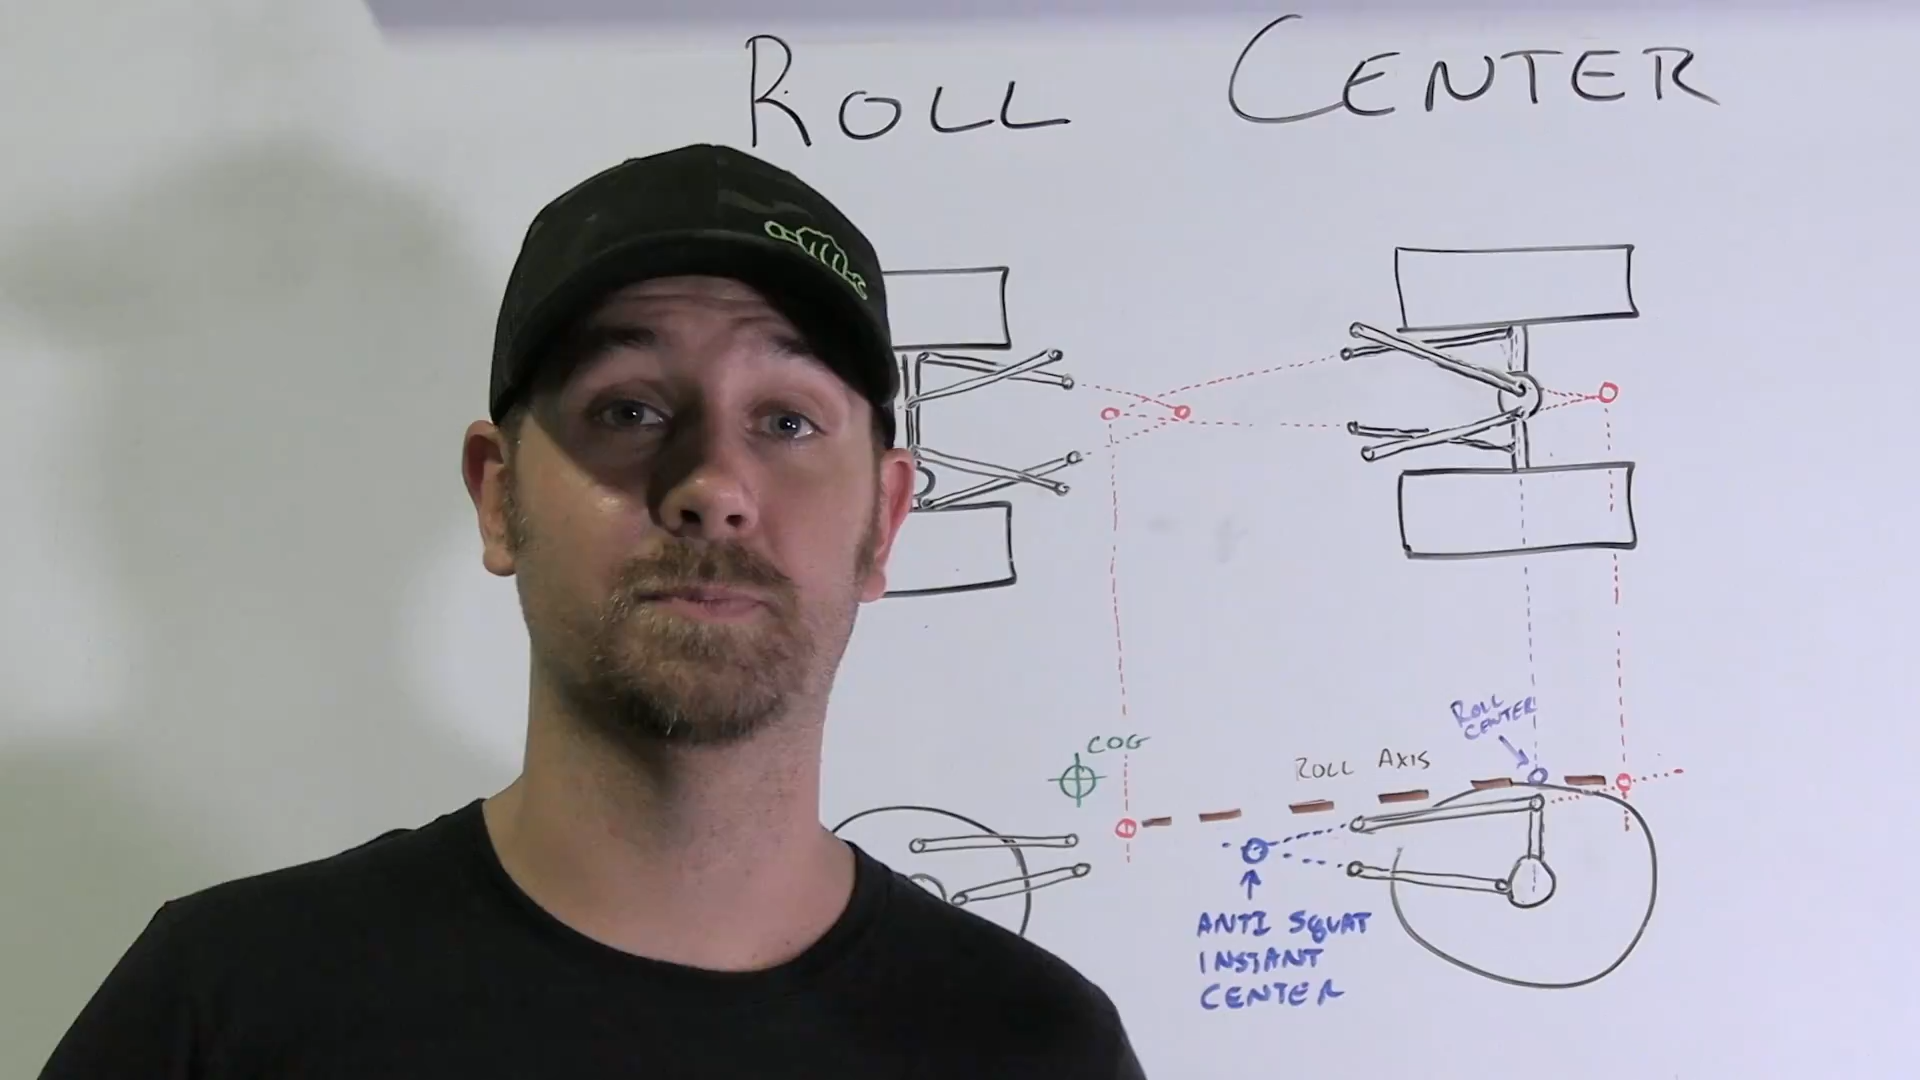 ROLL CENTER
ROLL
CENTER
COG
ROLL AXIS
ANTI SQUAT
INSTANT
CENTER